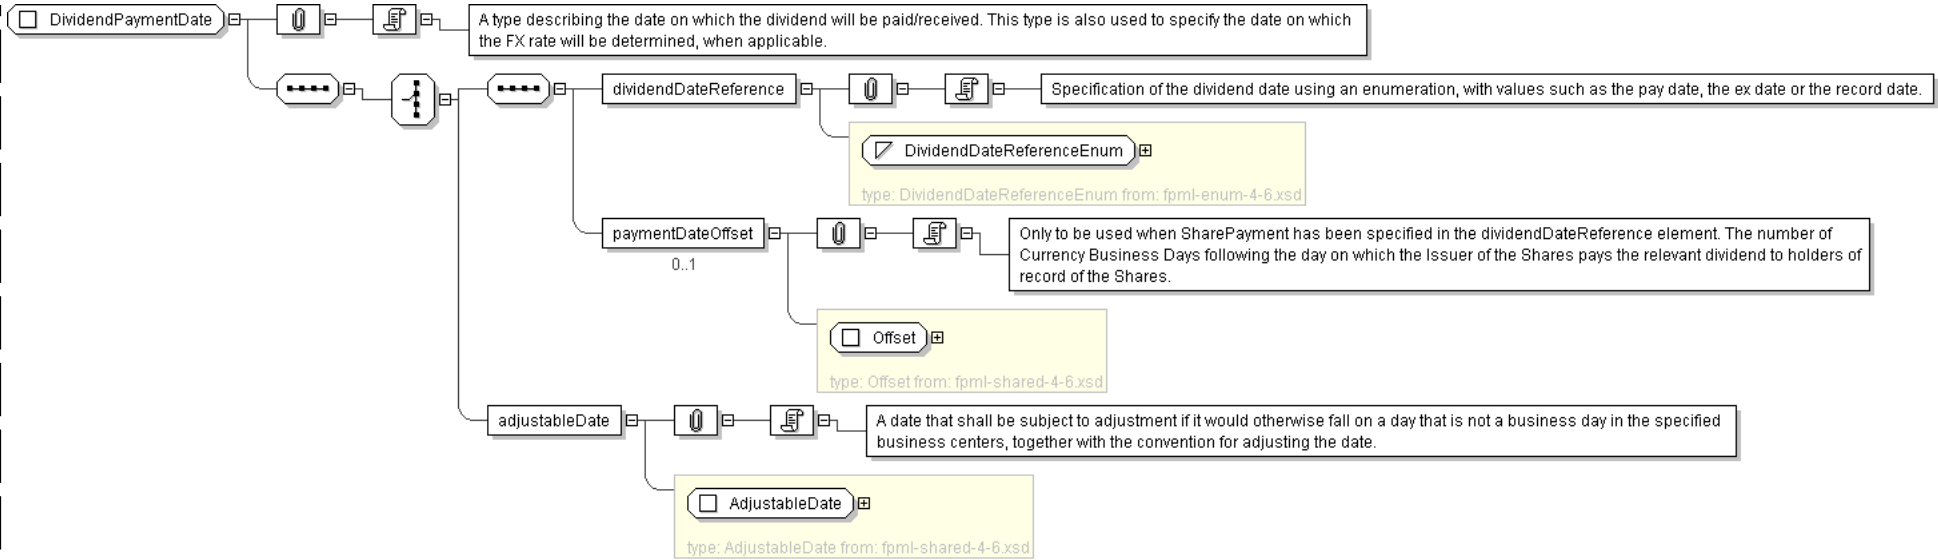 DividendPaymentDate
A type describing the date on which the dividend will be paid/received. This type is also used to specify the date on which
the FX rate will be determined, when applicable.
dividendDateReference
Specification of the dividend date using an enumeration, with values such as the pay date, the ex date or the record date.
DividendDateReferenceEnum
type: DividendDateReferenceEnum from: fpml-enum-4-6.xsd
paymentDateOffset
0..1
Only to be used when SharePayment has been specified in the dividendDateReference element. The number of
Currency Business Days following the day on which the Issuer of the Shares pays the relevant dividend to holders of
record of the Shares.
Offset
type: Offset from: fpml-shared-4-6.xsd
adjustableDate
A date that shall be subject to adjustment if it would otherwise fall on a day that is not a business day in the specified
business centers, together with the convention for adjusting the date.
AdjustableDate
type: AdjustableDate from: fpml-shared-4-6.xsd